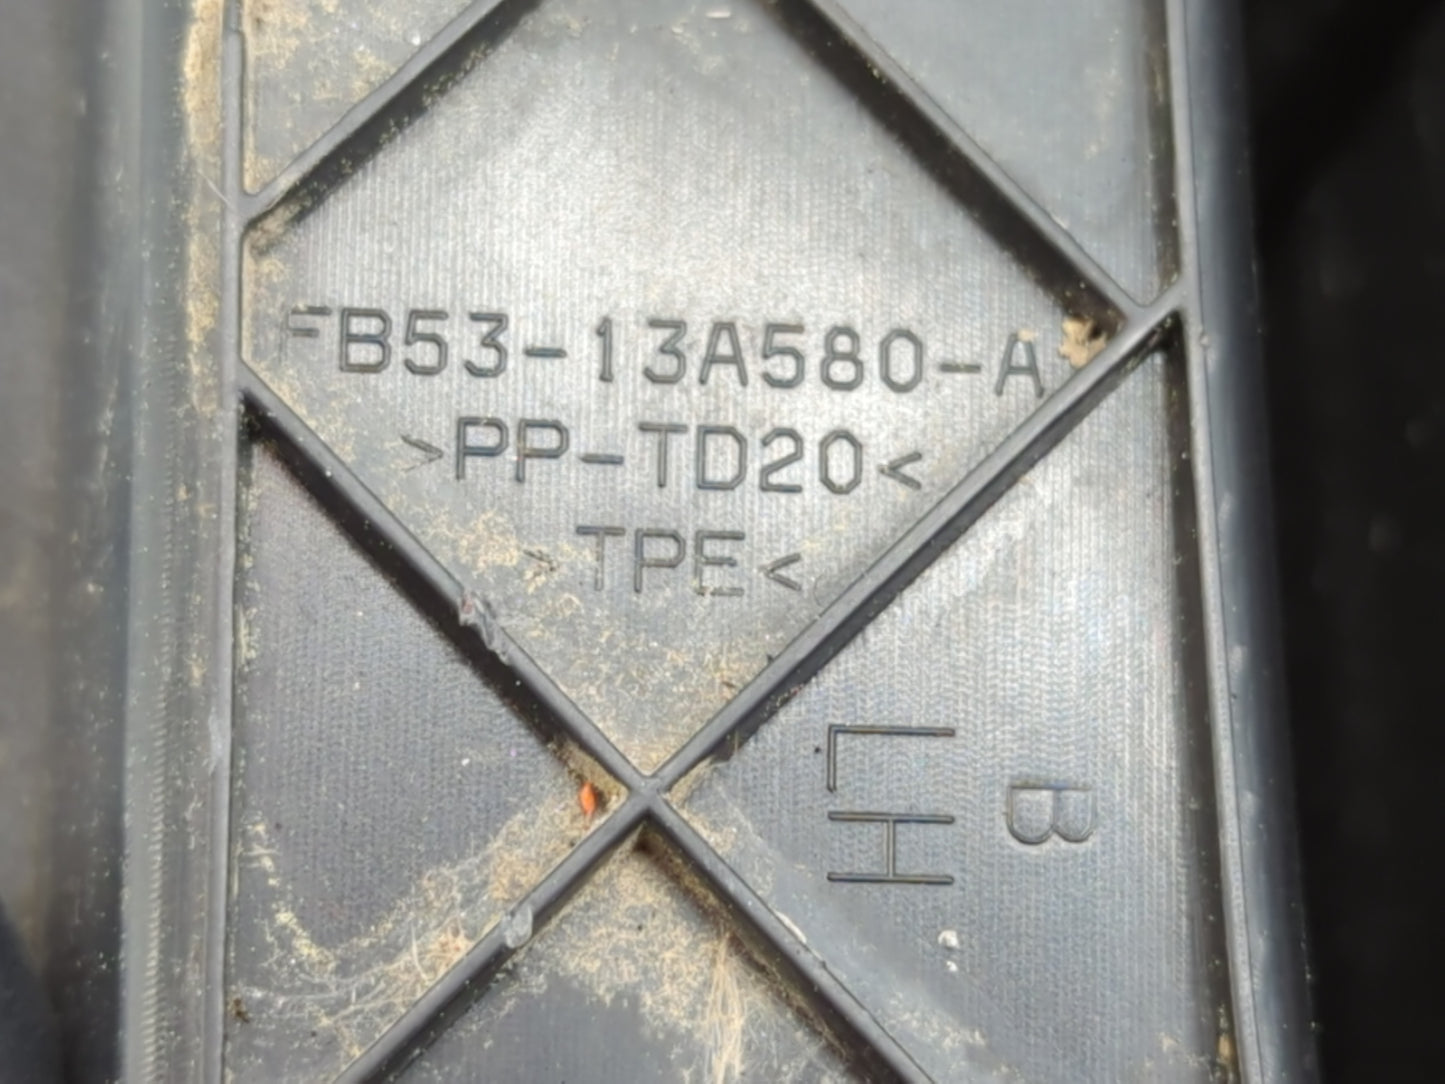 FB53-13A580-A
>PP-TD20<
>TPE<
LH
B